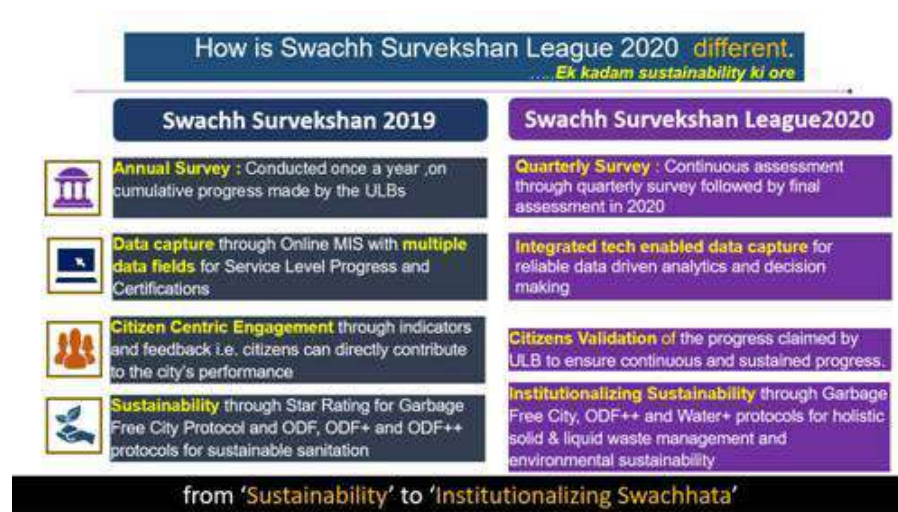 How is Swachh Survekshan League 2020 different.
.....Ek kadam sustainability ki ore
Swachh Survekshan 2019
Annual Survey : Conducted once a year ,on
cumulative progress made by the ULBs
Data capture through Online MIS with multiple
data fields for Service Level Progress and
Certifications
Citizen Centric Engagement through indicators
and feedback i.e. citizens can directly contribute
to the city's performance
Sustainability through Star Rating for Garbage
Free City Protocol and ODF, ODF+ and ODF++
protocols for sustainable sanitation
Swachh Survekshan League2020
Quarterly Survey : Continuous assessment
through quarterly survey followed by final
assessment in 2020
Integrated tech enabled data capture for
reliable data driven analytics and decision
making
Citizens Validation of the progress claimed by
ULB to ensure continuous and sustained progress.
Institutionalizing Sustainability through Garbage
Free City, ODF++ and Water+ protocols for holistic
solid & liquid waste management and
environmental sustainability
from ‘Sustainability’ to ‘Institutionalizing Swachhata’